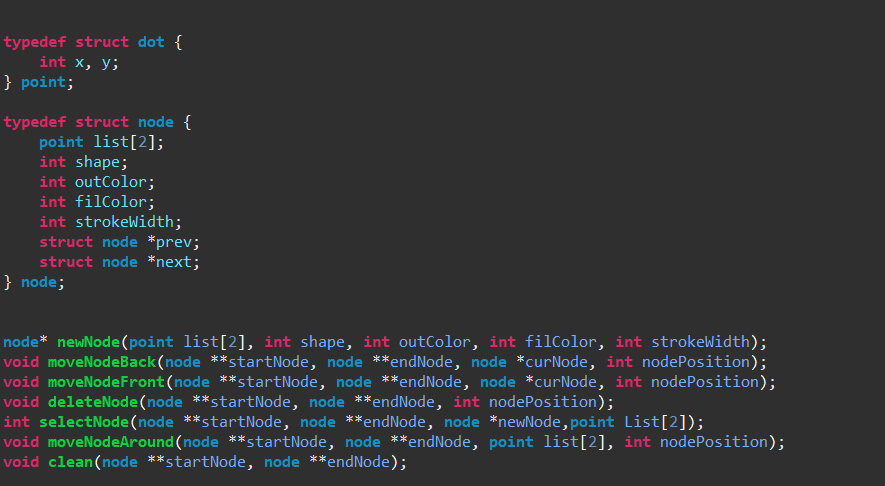 typedef struct dot {
    int x, y;
} point;

typedef struct node {
    point list[2];
    int shape;
    int outColor;
    int filColor;
    int strokeWidth;
    struct node *prev;
    struct node *next;
} node;


node* newNode(point list[2], int shape, int outColor, int filColor, int strokeWidth);
void moveNodeBack(node **startNode, node **endNode, node *curNode, int nodePosition);
void moveNodeFront(node **startNode, node **endNode, node *curNode, int nodePosition);
void deleteNode(node **startNode, node **endNode, int nodePosition);
int selectNode(node **startNode, node **endNode, node *newNode,point List[2]);
void moveNodeAround(node **startNode, node **endNode, point list[2], int nodePosition);
void clean(node **startNode, node **endNode);